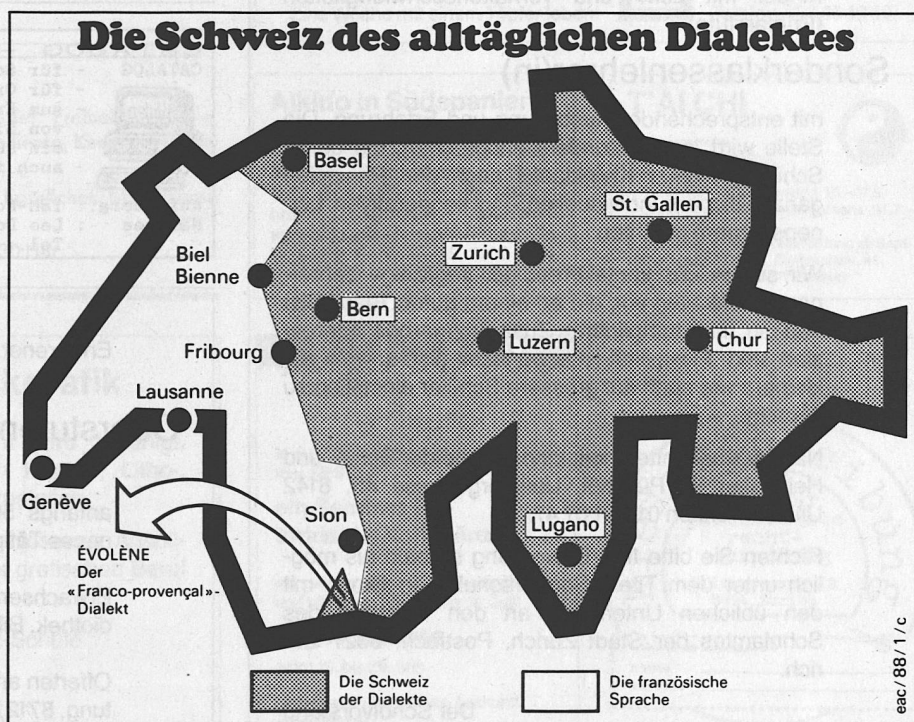 Die Schweiz des alltäglichen Dialektes
Basel
St. Gallen
Zurich
Biel
Bienne
Bern
Luzern
Chur
Fribourg
Lausanne
Genève
Sion
Lugano
ÉVOLÈNE
Der
«Franco-provençal»-
Dialekt
Die Schweiz
der Dialekte
Die französische
Sprache
eac/88/1/c